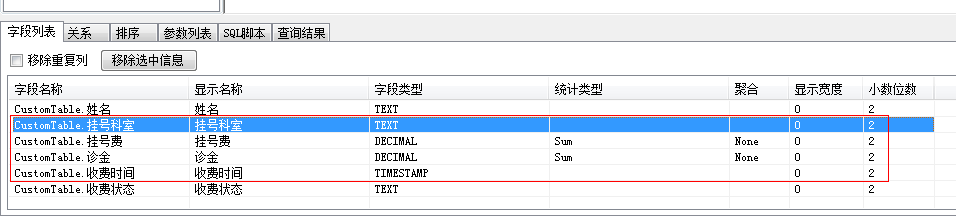 字段列表 关系 排序 参数列表 SQL脚本 查询结果
移除重复列 移除选中信息
字段名称 显示名称 字段类型 统计类型 聚合 显示宽度 小数位数
CustomTable.姓名 姓名 TEXT 0 2
CustomTable.挂号科室 挂号科室 TEXT 0 2
CustomTable.挂号费 挂号费 DECIMAL Sum None 0 2
CustomTable.诊金 诊金 DECIMAL Sum None 0 2
CustomTable.收费时间 收费时间 TIMESTAMP 0 2
CustomTable.收费状态 收费状态 TEXT 0 2